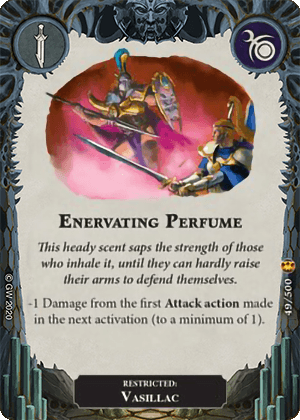 ENERVATING PERFUME
This heady scent saps the strength of those
who inhale it, until they can hardly raise
their arms to defend themselves.
-1 Damage from the first Attack action made
in the next activation (to a minimum of 1).
© GW 2020
49/500
RESTRICTED:
VASILLAC